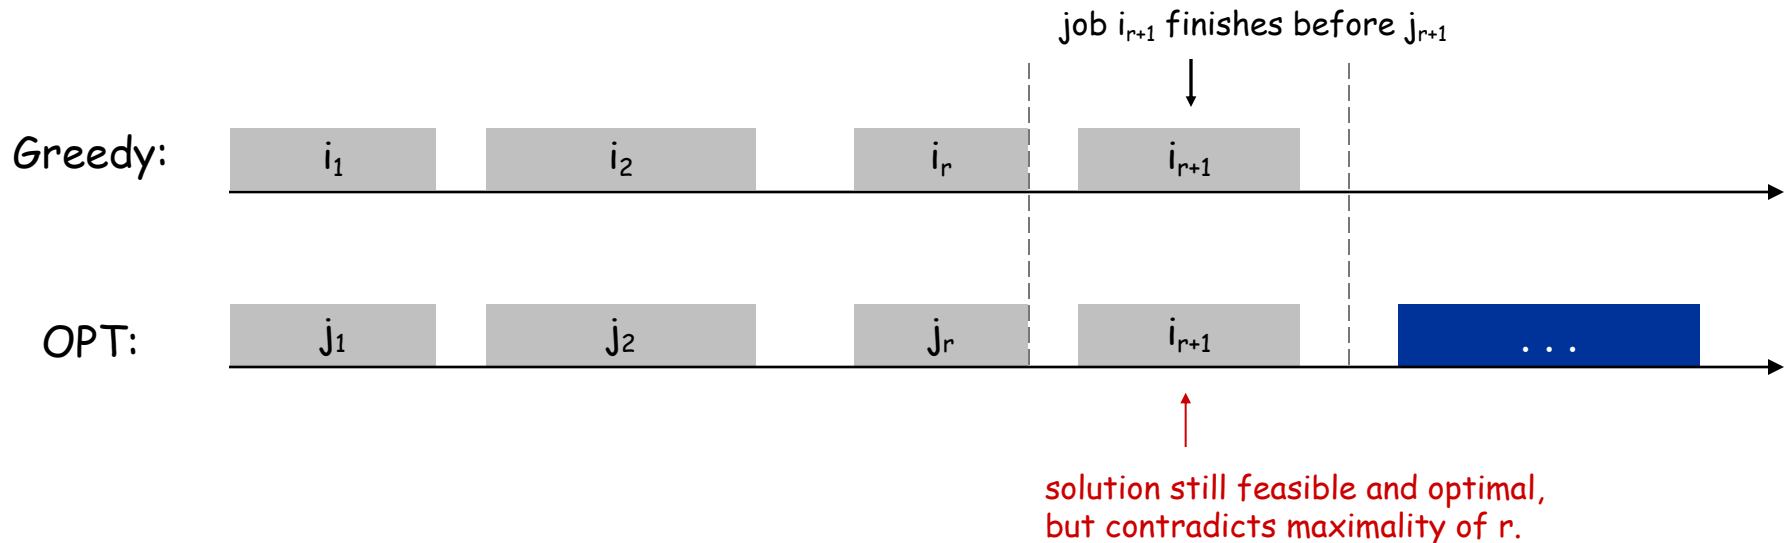 job i_{r+1} finishes before j_{r+1}
Greedy: i_1 i_2 i_r i_{r+1}
OPT: j_1 j_2 j_r i_{r+1} . . .
solution still feasible and optimal,
but contradicts maximality of r.